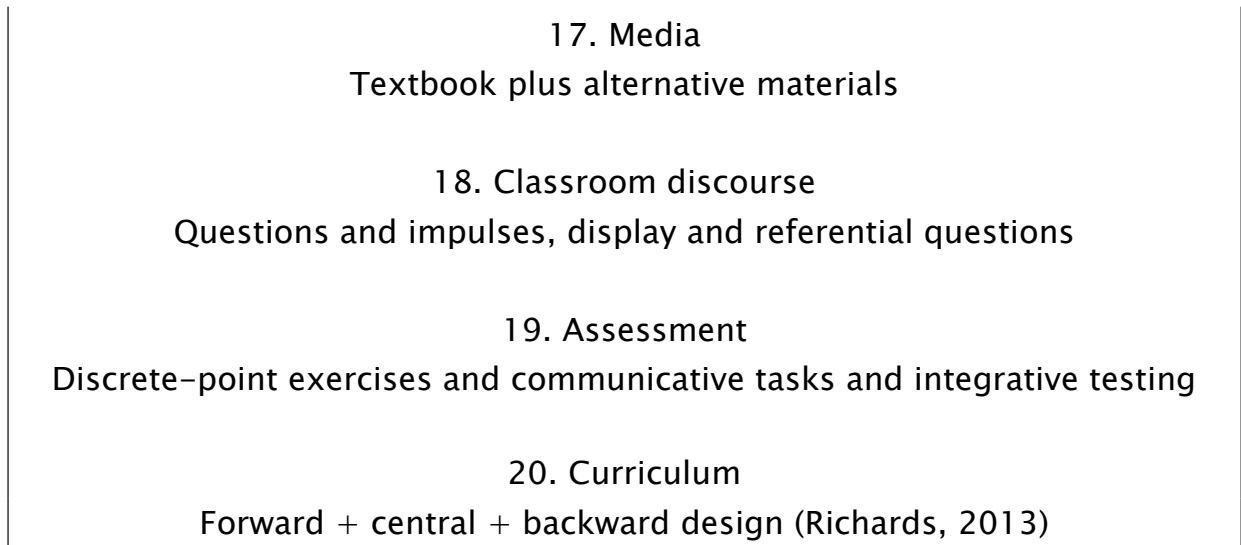 17. Media
Textbook plus alternative materials
18. Classroom discourse
Questions and impulses, display and referential questions
19. Assessment
Discrete-point exercises and communicative tasks and integrative testing
20. Curriculum
Forward + central + backward design (Richards, 2013)